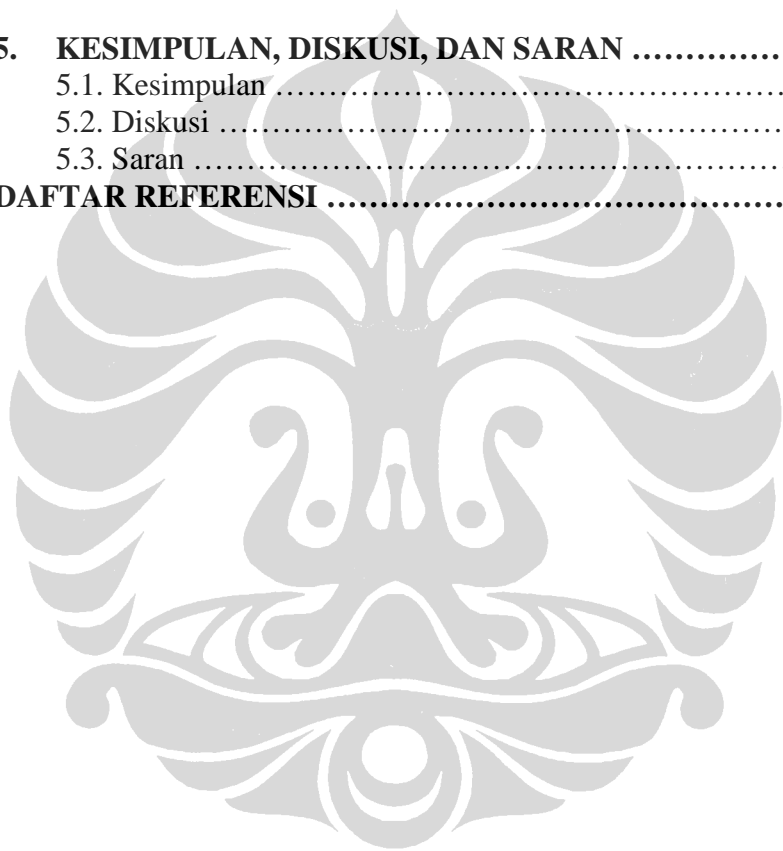 5. KESIMPULAN, DISKUSI, DAN SARAN ……………
5.1. Kesimpulan ……………………………………………………
5.2. Diskusi …………………………………………………………
5.3. Saran ……………………………………………………………
DAFTAR REFERENSI ………………………………………………